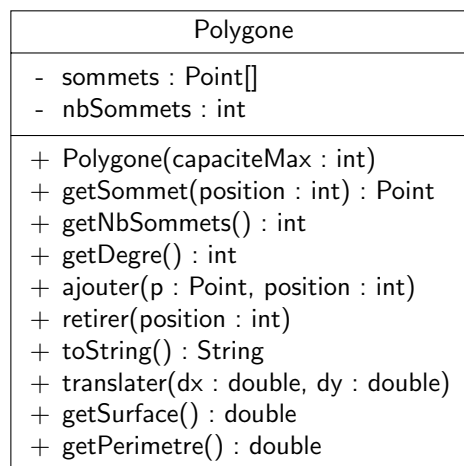 Polygone
- sommets : Point[]
- nbSommets : int
+ Polygone(capaciteMax : int)
+ getSommet(position : int) : Point
+ getNbSommets() : int
+ getDegre() : int
+ ajouter(p : Point, position : int)
+ retirer(position : int)
+ toString() : String
+ translater(dx : double, dy : double)
+ getSurface() : double
+ getPerimetre() : double